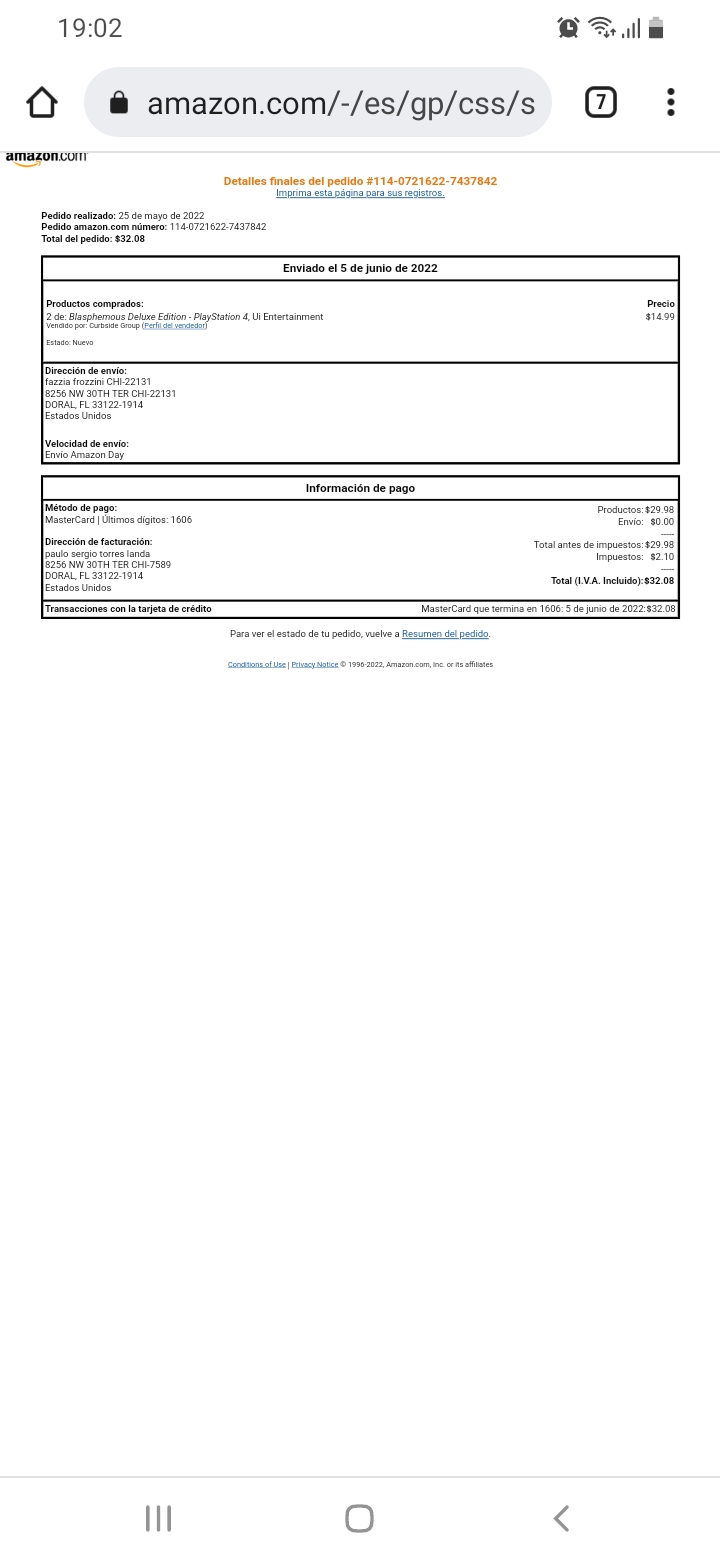 19:02
amazon.com/-/es/gp/css/s
7
amazon.com
Detalles finales del pedido #114-0721622-7437842
Imprima esta página para sus registros.
Pedido realizado: 25 de mayo de 2022
Pedido amazon.com número: 114-0721622-7437842
Total del pedido: $32.08
Enviado el 5 de junio de 2022
Productos comprados: Precio
2 de: Blasphemous Deluxe Edition - PlayStation 4, Ui Entertainment $14.99
Vendido por: Curbside Group (Perfil del vendedor)
Estado: Nuevo
Dirección de envío:
fazzia frozzini CHI-22131
8256 NW 30TH TER CHI-22131
DORAL, FL 33122-1914
Estados Unidos
Velocidad de envío:
Envío Amazon Day
Información de pago
Método de pago:
MasterCard | Últimos dígitos: 1606
Dirección de facturación:
paulo sergio torres landa
8256 NW 30TH TER CHI-7589
DORAL, FL 33122-1914
Estados Unidos
Productos: $29.98
Envío: $0.00
-----
Total antes de impuestos: $29.98
Impuestos: $2.10
-----
Total (I.V.A. Incluido): $32.08
Transacciones con la tarjeta de crédito MasterCard que termina en 1606: 5 de junio de 2022: $32.08
Para ver el estado de tu pedido, vuelve a Resumen del pedido.
Conditions of Use | Privacy Notice © 1996-2022, Amazon.com, Inc. or its affiliates